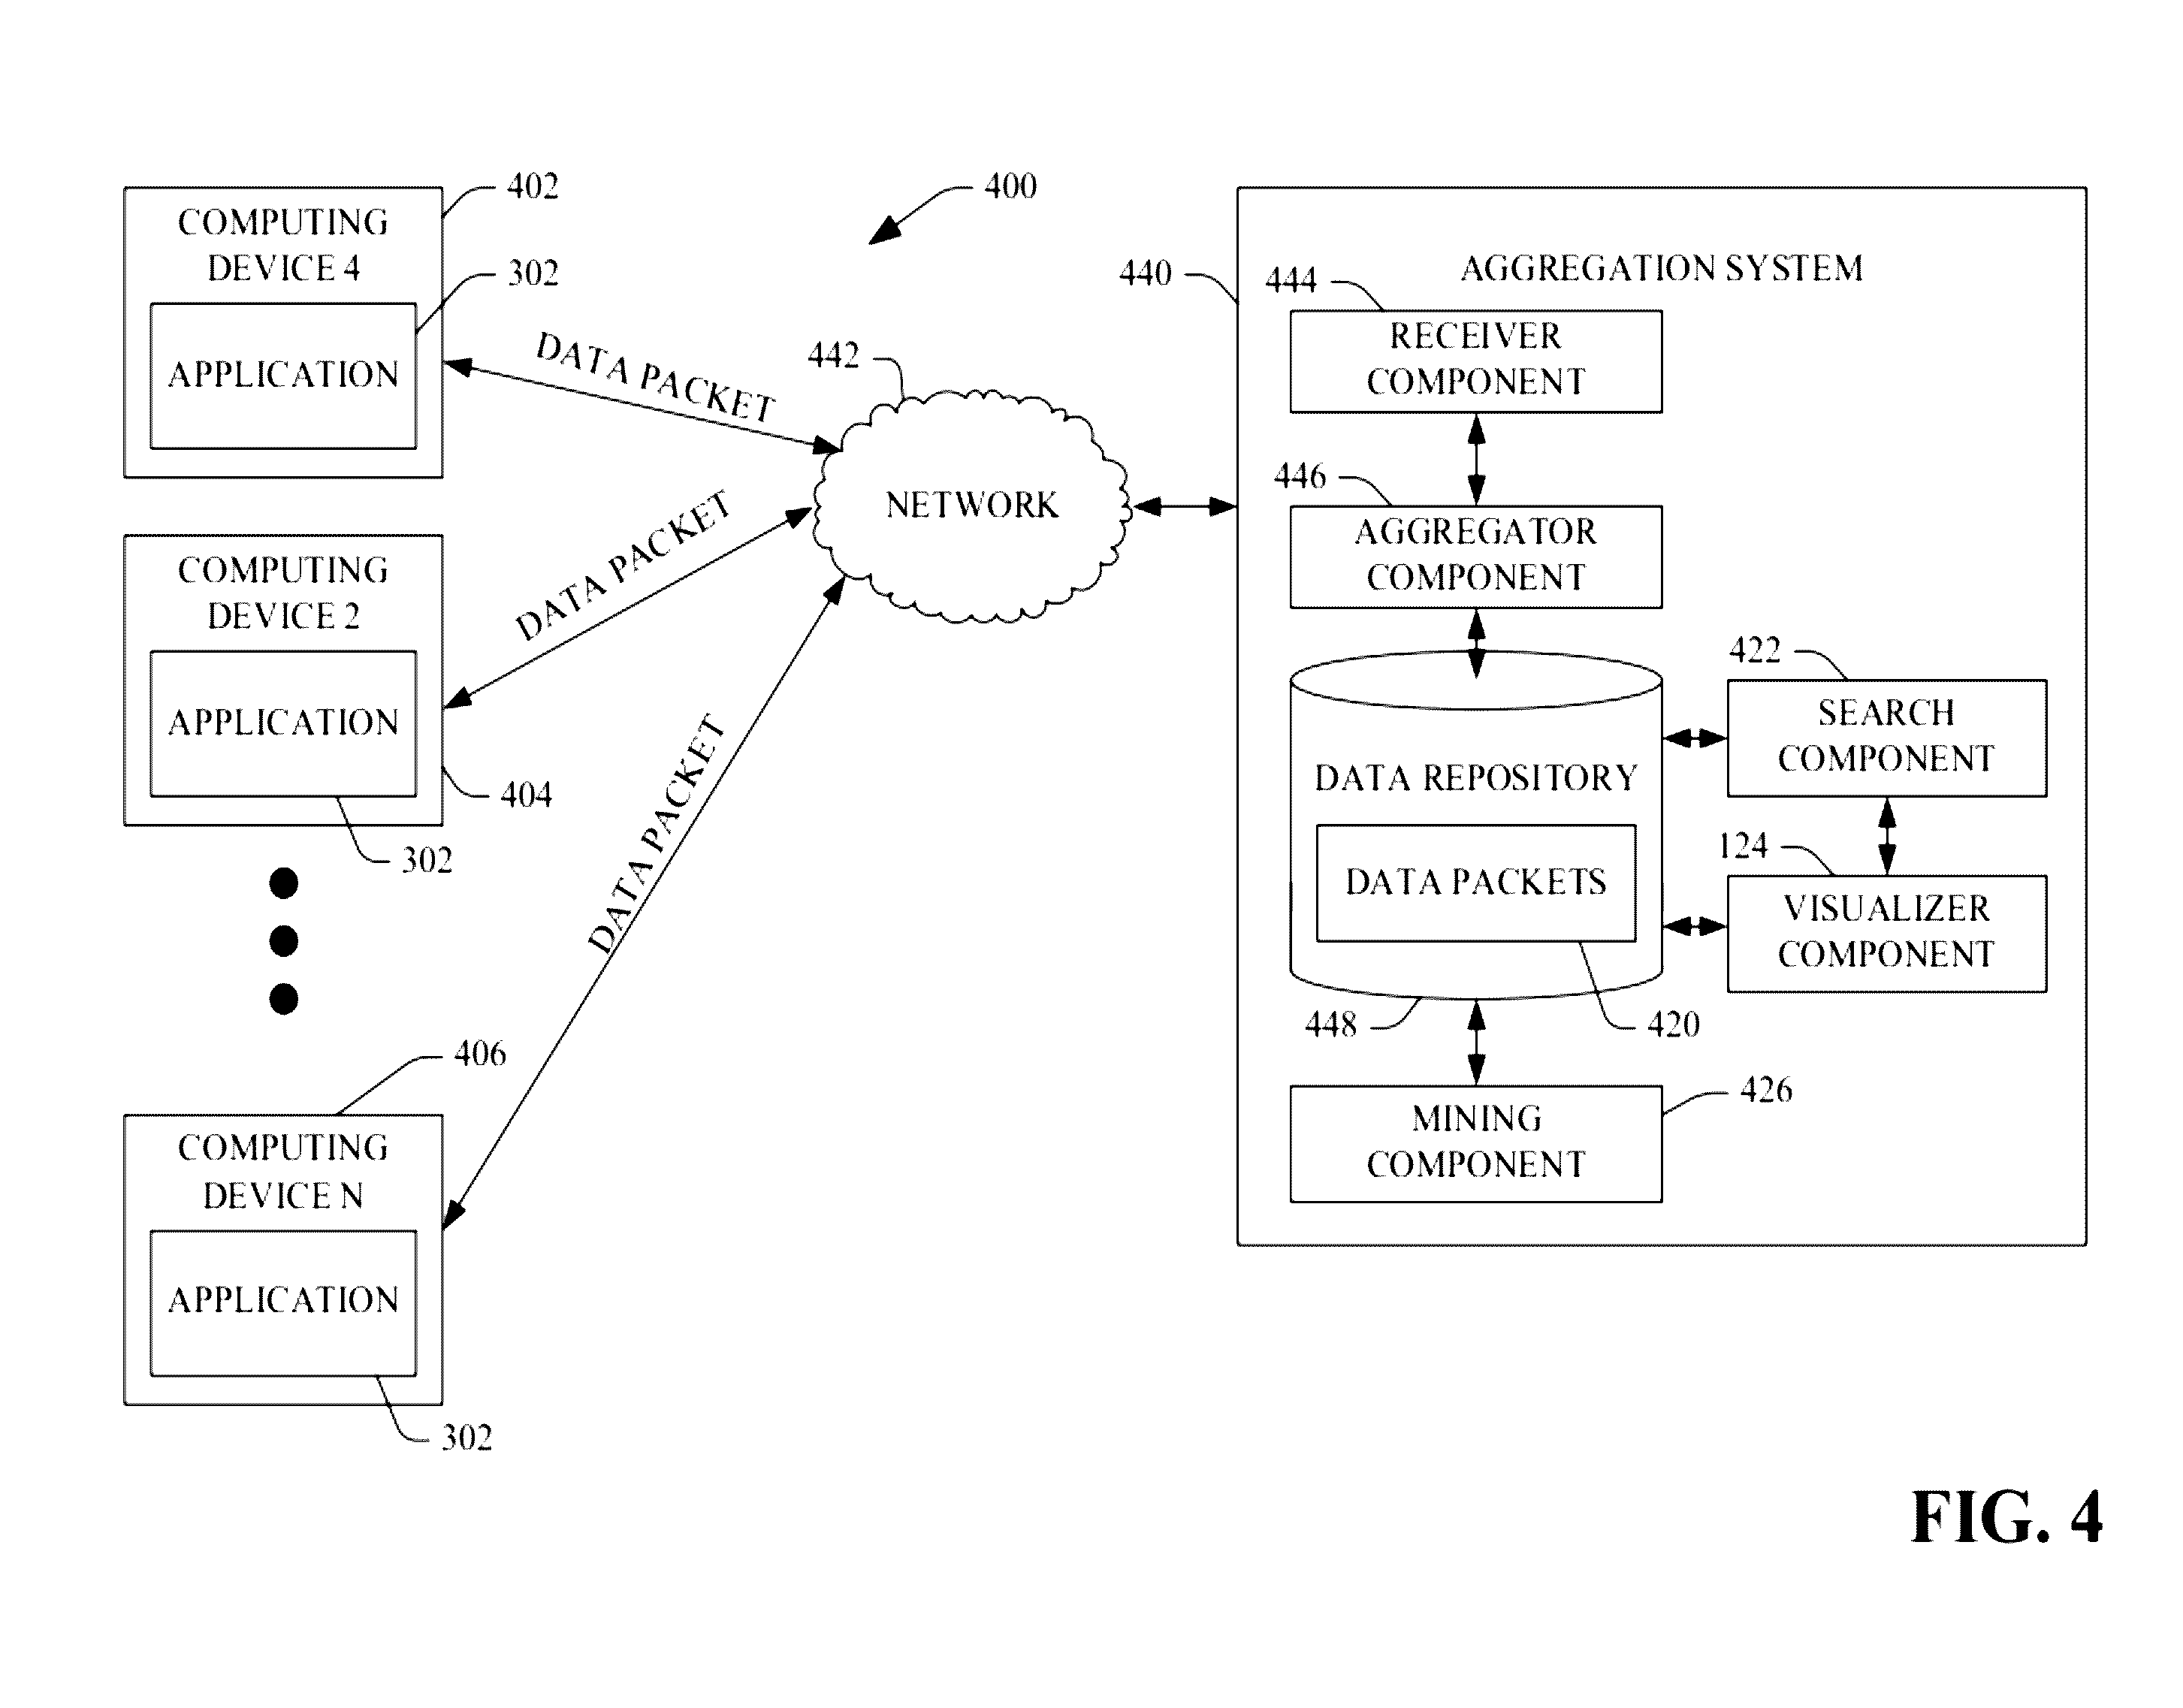 402
COMPUTING
DEVICE 4
302
APPLICATION
DATA PACKET
COMPUTING
DEVICE 2
APPLICATION
404
302
DATA PACKET
406
COMPUTING
DEVICE N
APPLICATION
302
DATA PACKET
400
442
NETWORK
440
AGGREGATION SYSTEM
444
RECEIVER
COMPONENT
446
AGGREGATOR
COMPONENT
DATA REPOSITORY
DATA PACKETS
448
420
422
SEARCH
COMPONENT
124
VISUALIZER
COMPONENT
MINING
COMPONENT
426
FIG. 4